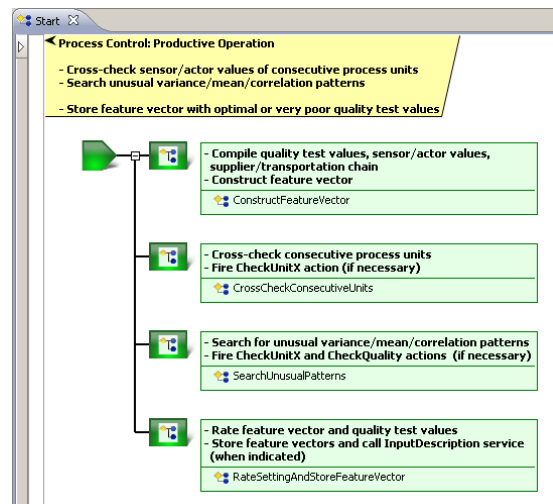 Start
Process Control: Productive Operation
- Cross-check sensor/actor values of consecutive process units
- Search unusual variance/mean/correlation patterns
- Store feature vector with optimal or very poor quality test values
- Compile quality test values, sensor/actor values,
supplier/transportation chain
- Construct feature vector
ConstructFeatureVector
- Cross-check consecutive process units
- Fire CheckUnitX action (if necessary)
CrossCheckConsecutiveUnits
- Search for unusual variance/mean/correlation patterns
- Fire CheckUnitX and CheckQuality actions (if necessary)
SearchUnusualPatterns
- Rate feature vector and quality test values
- Store feature vectors and call InputDescription service
(when indicated)
RateSettingAndStoreFeatureVector